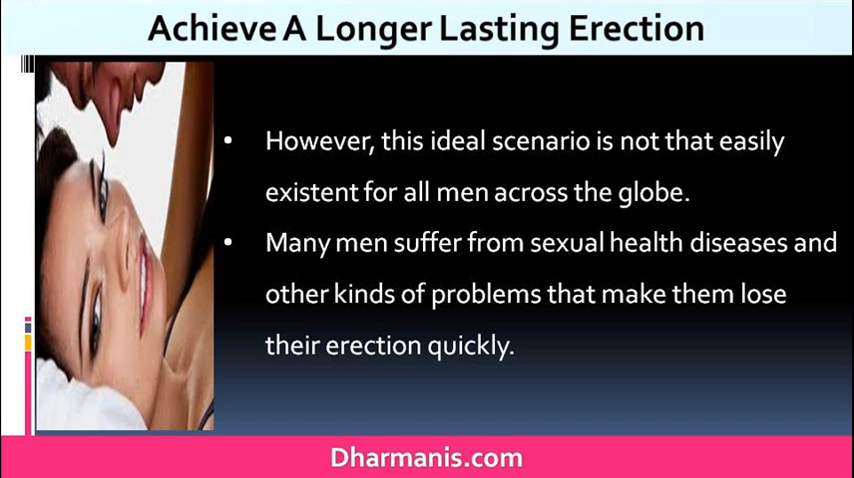 Achieve A Longer Lasting Erection
• However, this ideal scenario is not that easily
existent for all men across the globe.
• Many men suffer from sexual health diseases and
other kinds of problems that make them lose
their erection quickly.
Dharmanis.com